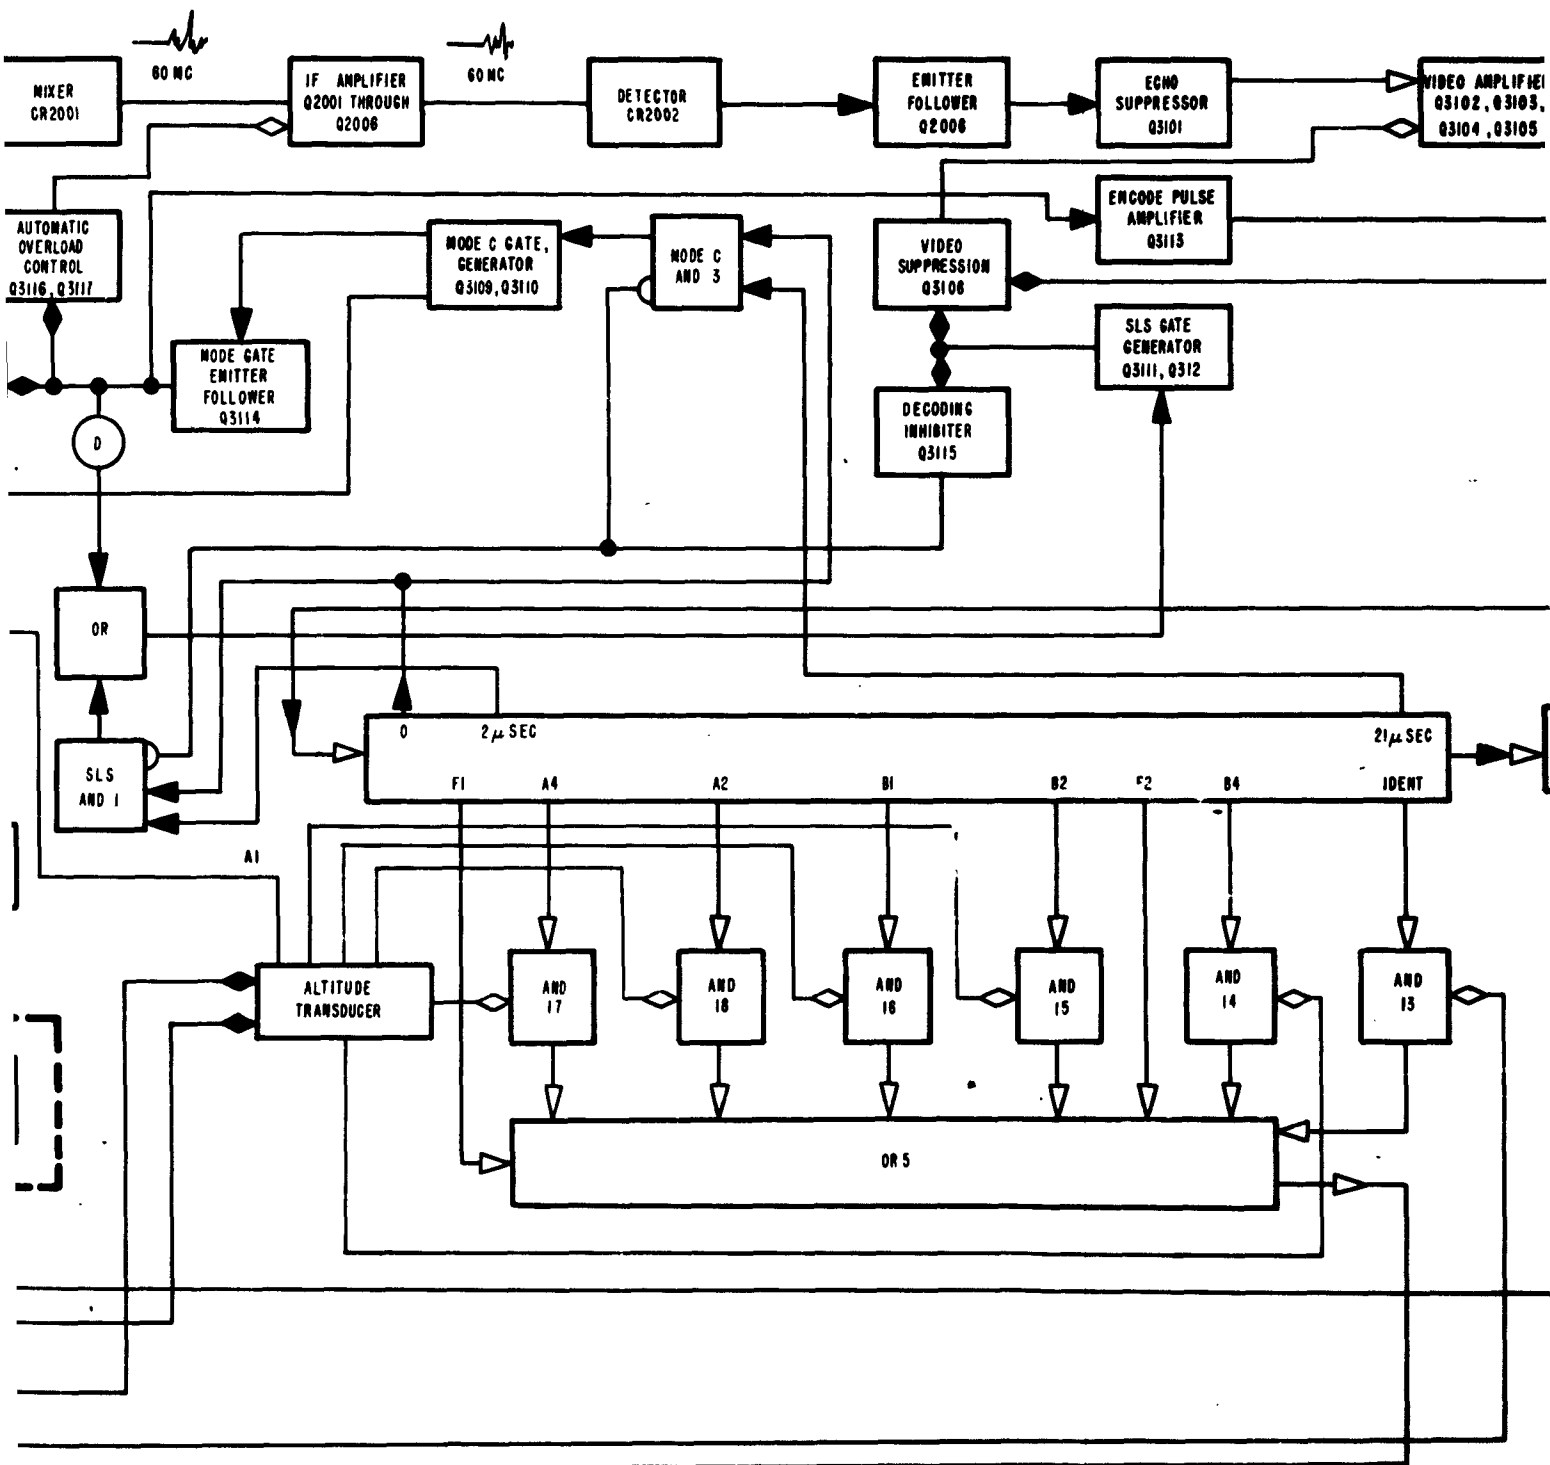 60 MC
60 MC
MIXER
CR2001
IF AMPLIFIER
Q2001 THROUGH
Q2006
DETECTOR
CR2002
EMITTER
FOLLOWER
Q2006
ECHO
SUPPRESSOR
Q3101
VIDEO AMPLIFIE
Q3102, Q3103,
Q3104, Q3105
AUTOMATIC
OVERLOAD
CONTROL
Q3116, Q3117
MODE C GATE,
GENERATOR
Q3109, Q3110
MODE C
AND 3
VIDEO
SUPPRESSION
Q3106
ENCODE PULSE
AMPLIFIER
Q3113
MODE GATE
EMITTER
FOLLOWER
Q3114
SLS GATE
GENERATOR
Q3111, Q312
D
DECODING
INHIBITER
Q3115
OR
SLS
AND 1
0
2 μ SEC
21 μ SEC
F1
A4
A2
B1
B2
F2
B4
IDENT
A1
ALTITUDE
TRANSDUCER
AND
17
AND
18
AND
16
AND
15
AND
14
AND
13
OR 5